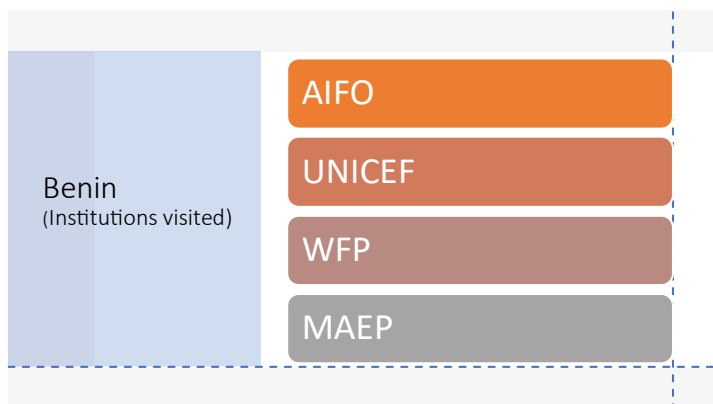 Benin
(Institutions visited)
AIFO
UNICEF
WFP
MAEP